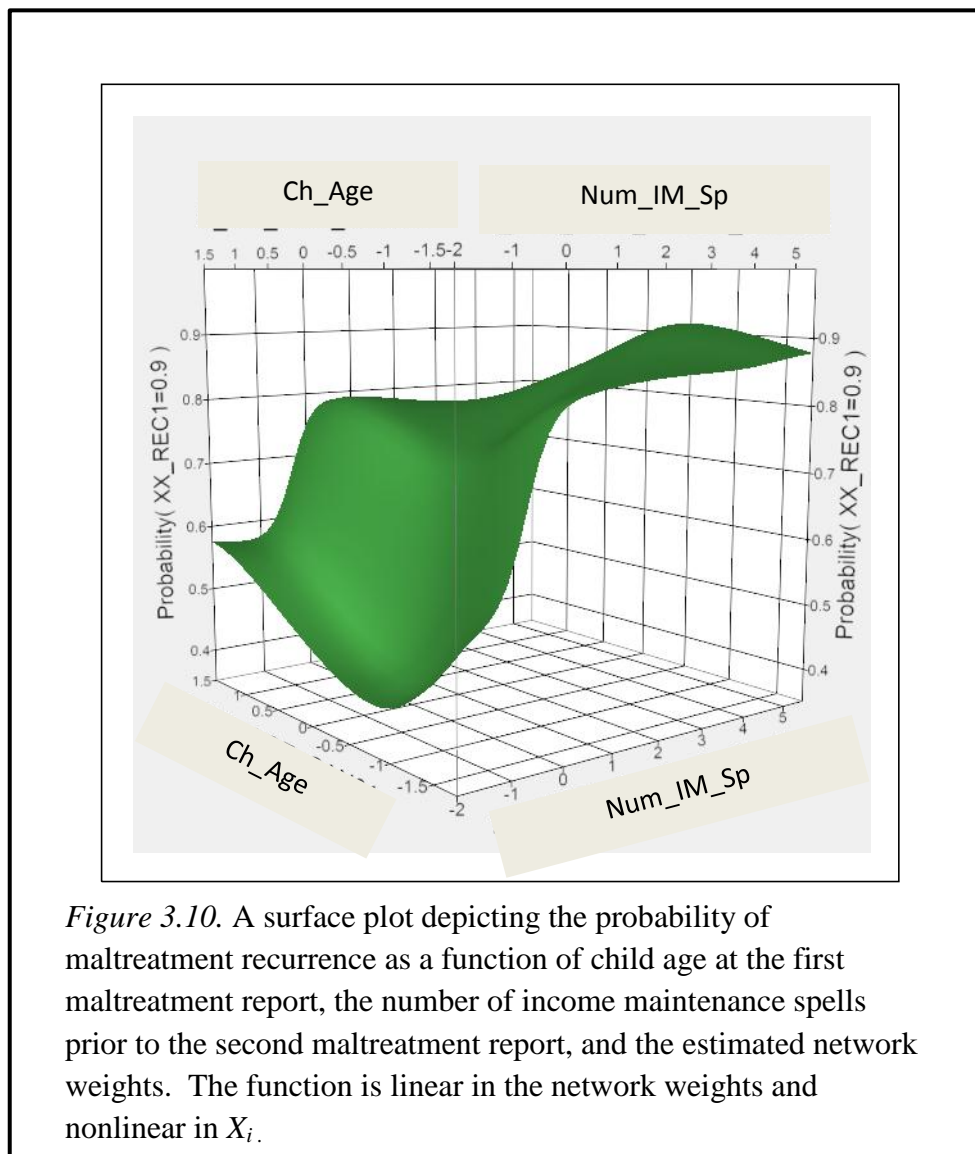 Ch_Age
Num_IM_Sp
1.5 1 0.5 0 -0.5 -1 -1.5 -2 -1 0 1 2 3 4 5
Probability( XX_REC1=0.9 )
0.9
0.8
0.7
0.6
0.5
0.4
Probability( XX_REC1=0.9 )
0.9
0.8
0.7
0.6
0.5
0.4
1.5
1
0.5
0
-0.5
-1
-1.5
-2
-1
0
1
2
3
4
5
Ch_Age
Num_IM_Sp
Figure 3.10. A surface plot depicting the probability of
maltreatment recurrence as a function of child age at the first
maltreatment report, the number of income maintenance spells
prior to the second maltreatment report, and the estimated network
weights. The function is linear in the network weights and
nonlinear in Xi .